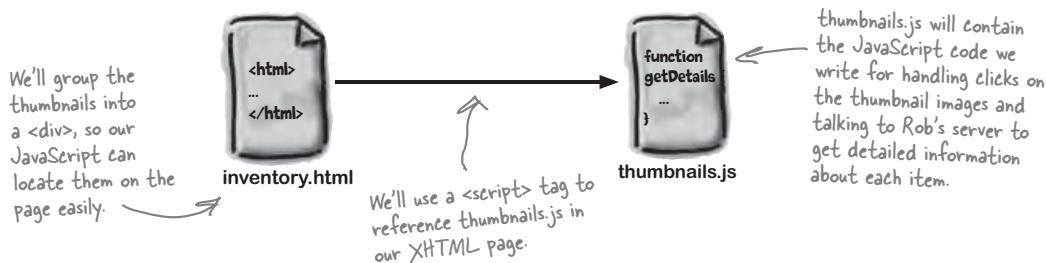 We'll group the
thumbnails into
a <div>, so our
JavaScript can
locate them on the
page easily.
<html>
...
</html>
inventory.html
We'll use a <script> tag to
reference thumbnails.js in
our XHTML page.
function
getDetails
...
}
thumbnails.js
thumbnails.js will contain
the JavaScript code we
write for handling clicks on
the thumbnail images and
talking to Rob's server to
get detailed information
about each item.